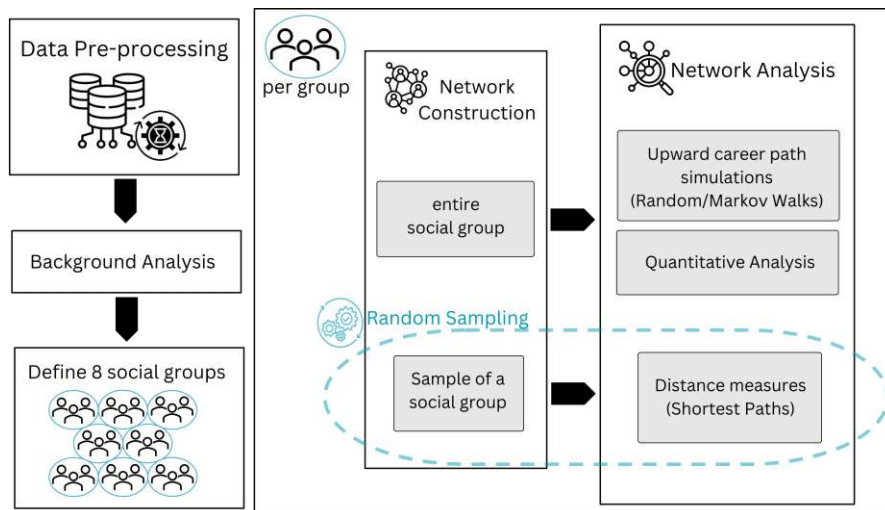 Data Pre-processing
Background Analysis
Define 8 social groups
per group
Network
Construction
entire
social group
Random Sampling
Sample of a
social group
Network Analysis
Upward career path
simulations
(Random/Markov Walks)
Quantitative Analysis
Distance measures
(Shortest Paths)